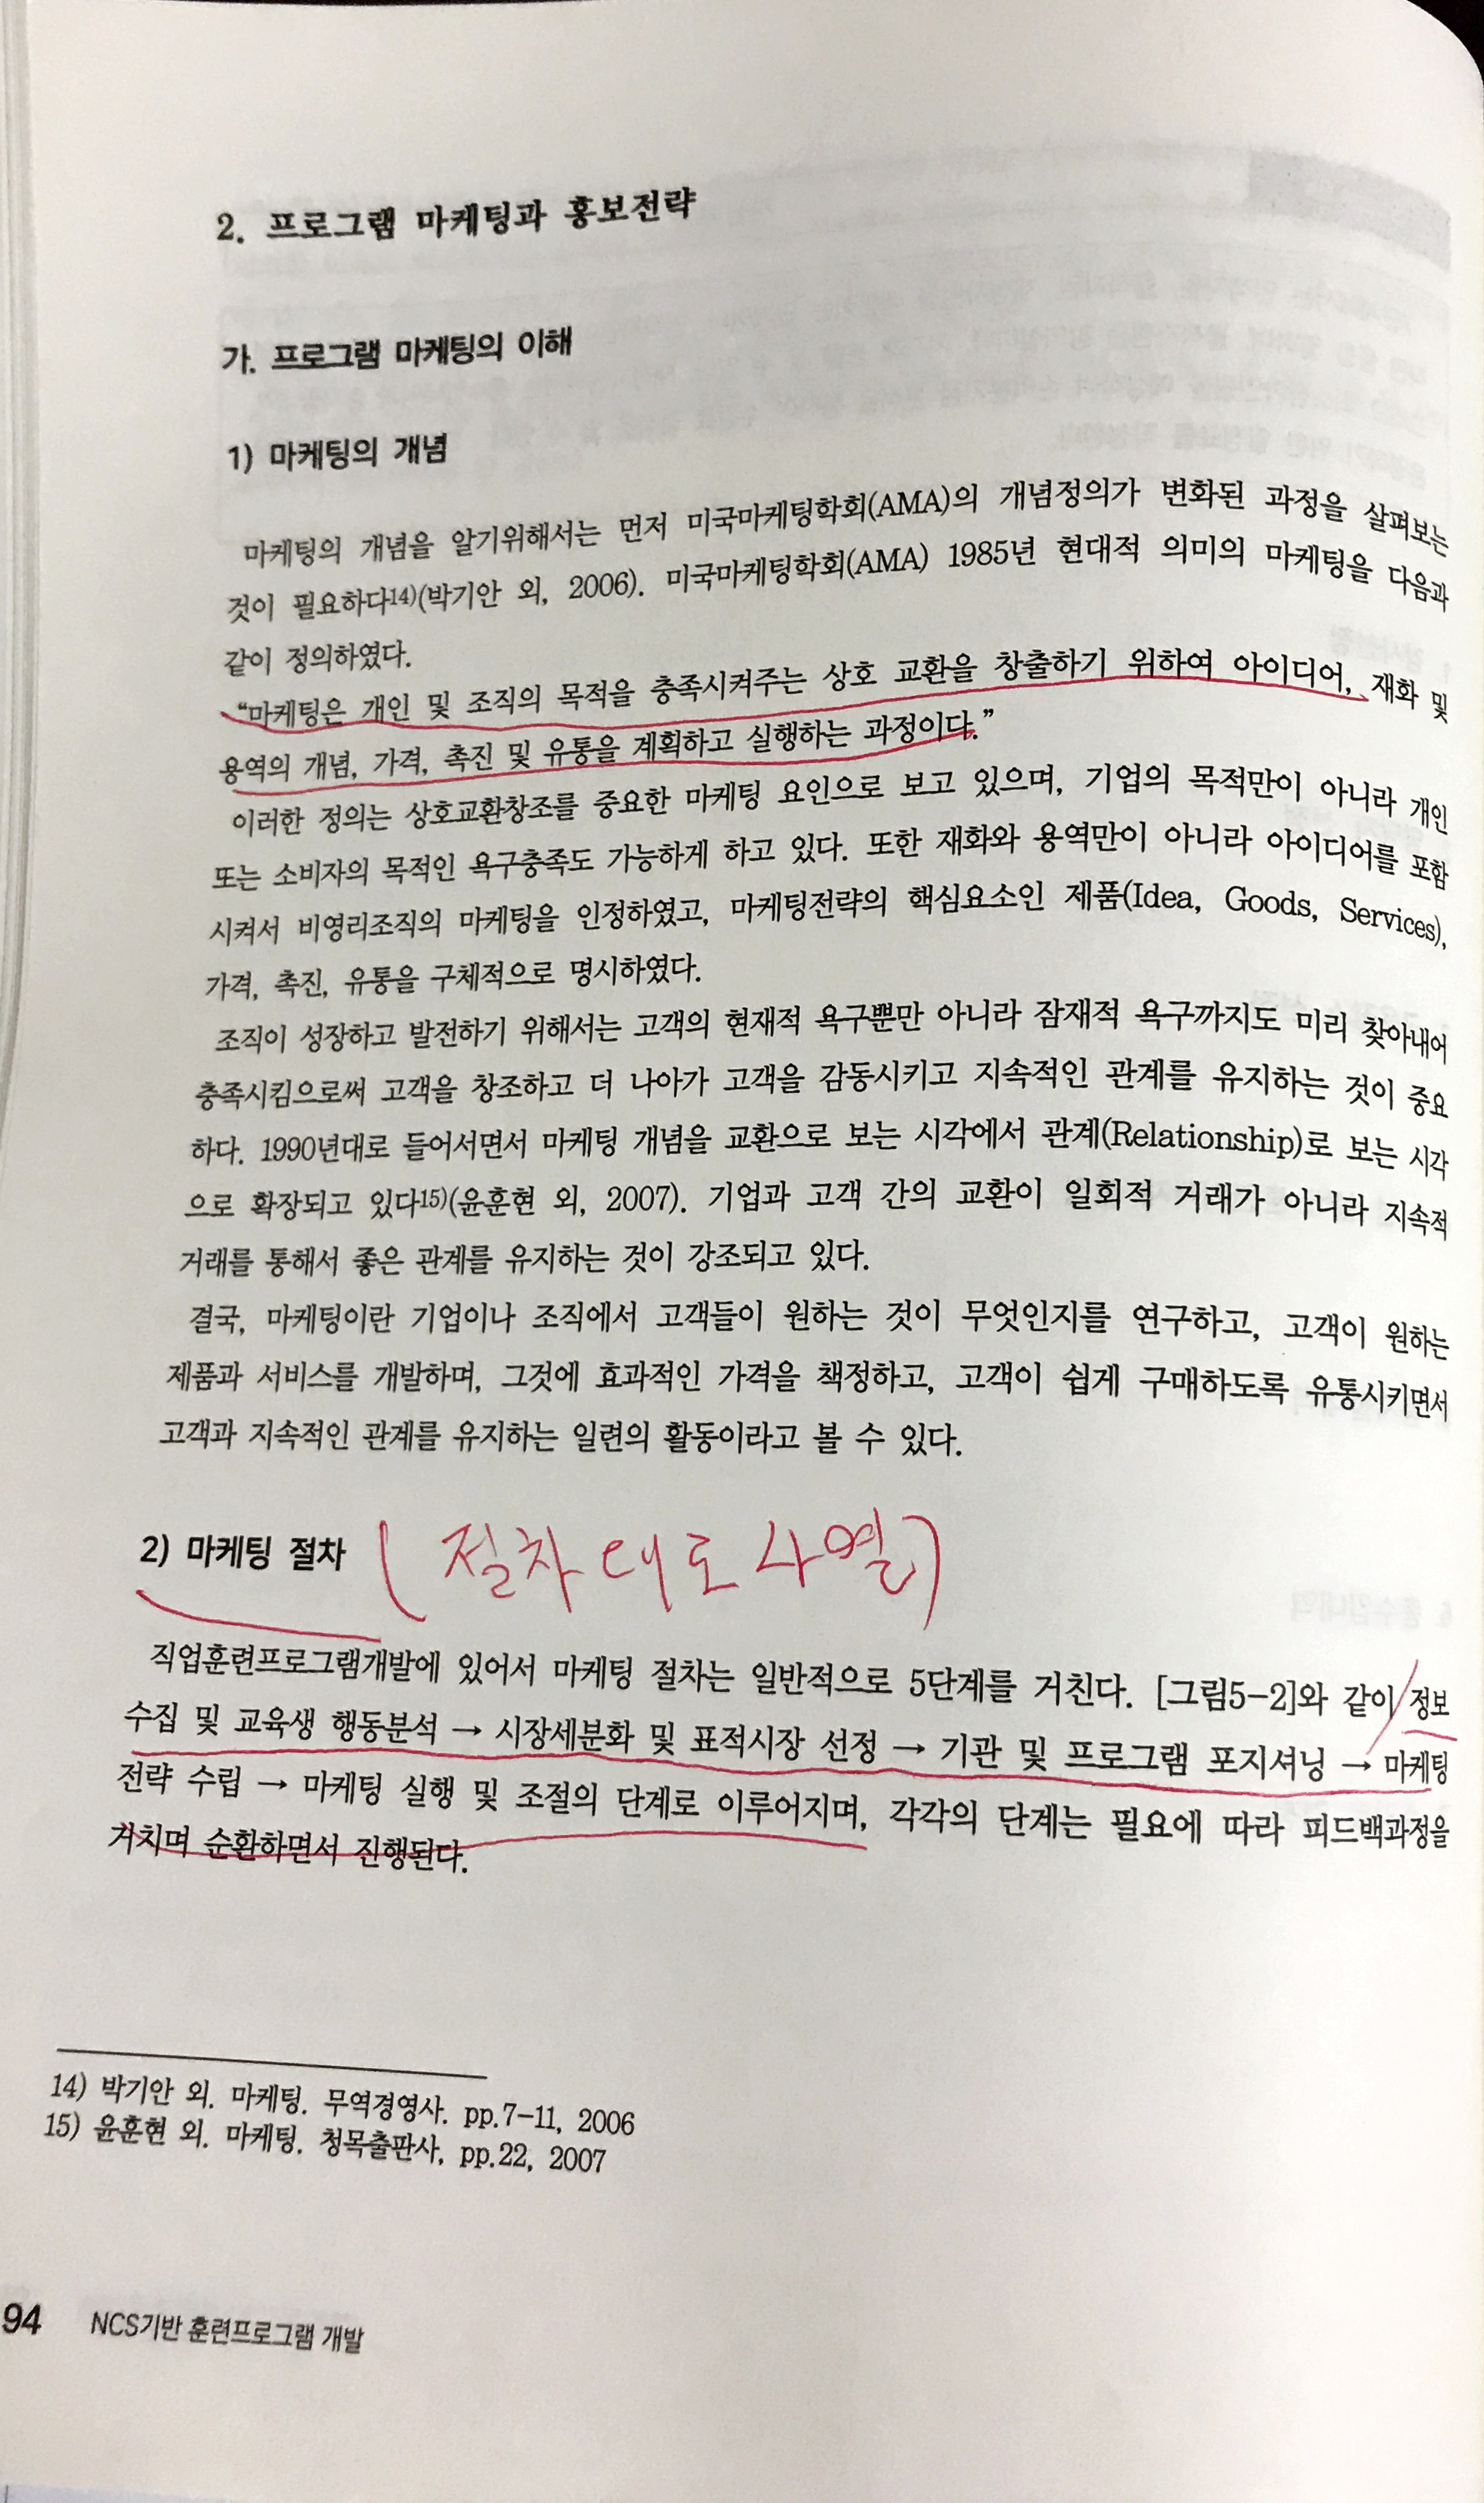 2. 프로그램 마케팅과 홍보전략
가. 프로그램 마케팅의 이해
1) 마케팅의 개념
마케팅의 개념을 알기위해서는 먼저 미국마케팅학회(AMA)의 개념정의가 변화된 과정을 살펴보는
것이 필요하다14)(박기안 외, 2006). 미국마케팅학회(AMA) 1985년 현대적 의미의 마케팅을 다음과
같이 정의하였다.
“마케팅은 개인 및 조직의 목적을 충족시켜주는 상호 교환을 창출하기 위하여 아이디어, 재화 및
용역의 개념, 가격, 촉진 및 유통을 계획하고 실행하는 과정이다.”
이러한 정의는 상호교환창조를 중요한 마케팅 요인으로 보고 있으며, 기업의 목적만이 아니라 개인
또는 소비자의 목적인 욕구충족도 가능하게 하고 있다. 또한 재화와 용역만이 아니라 아이디어를 포함
시켜서 비영리조직의 마케팅을 인정하였고, 마케팅전략의 핵심요소인 제품(Idea, Goods, Services),
가격, 촉진, 유통을 구체적으로 명시하였다.
조직이 성장하고 발전하기 위해서는 고객의 현재적 욕구뿐만 아니라 잠재적 욕구까지도 미리 찾아내어
충족시킴으로써 고객을 창조하고 더 나아가 고객을 감동시키고 지속적인 관계를 유지하는 것이 중요
하다. 1990년대로 들어서면서 마케팅 개념을 교환으로 보는 시각에서 관계(Relationship)로 보는 시각
으로 확장되고 있다15)(윤훈현 외, 2007). 기업과 고객 간의 교환이 일회적 거래가 아니라 지속적
거래를 통해서 좋은 관계를 유지하는 것이 강조되고 있다.
결국, 마케팅이란 기업이나 조직에서 고객들이 원하는 것이 무엇인지를 연구하고, 고객이 원하는
제품과 서비스를 개발하며, 그것에 효과적인 가격을 책정하고, 고객이 쉽게 구매하도록 유통시키면서
고객과 지속적인 관계를 유지하는 일련의 활동이라고 볼 수 있다.
2) 마케팅 절차 (절차대로 나열)
직업훈련프로그램개발에 있어서 마케팅 절차는 일반적으로 5단계를 거친다. [그림5-2]와 같이 정보
수집 및 교육생 행동분석 → 시장세분화 및 표적시장 선정 → 기관 및 프로그램 포지셔닝 → 마케팅
전략 수립 → 마케팅 실행 및 조절의 단계로 이루어지며, 각각의 단계는 필요에 따라 피드백과정을
거치며 순환하면서 진행된다.
14) 박기안 외. 마케팅. 무역경영사. pp.7-11, 2006
15) 윤훈현 외. 마케팅. 청목출판사, pp.22, 2007
94 NCS기반 훈련프로그램 개발